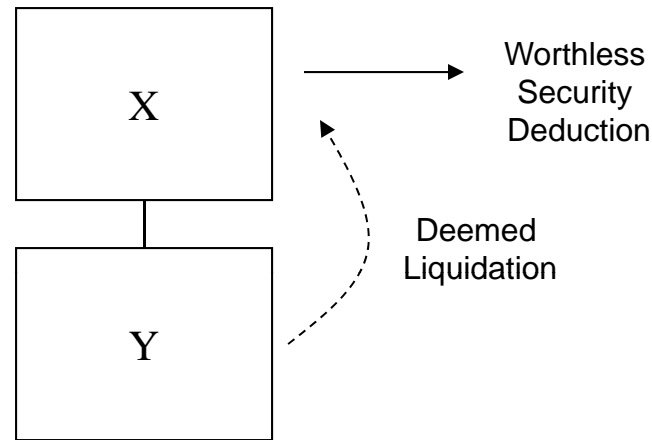 X
Worthless
Security
Deduction
Deemed
Liquidation
Y